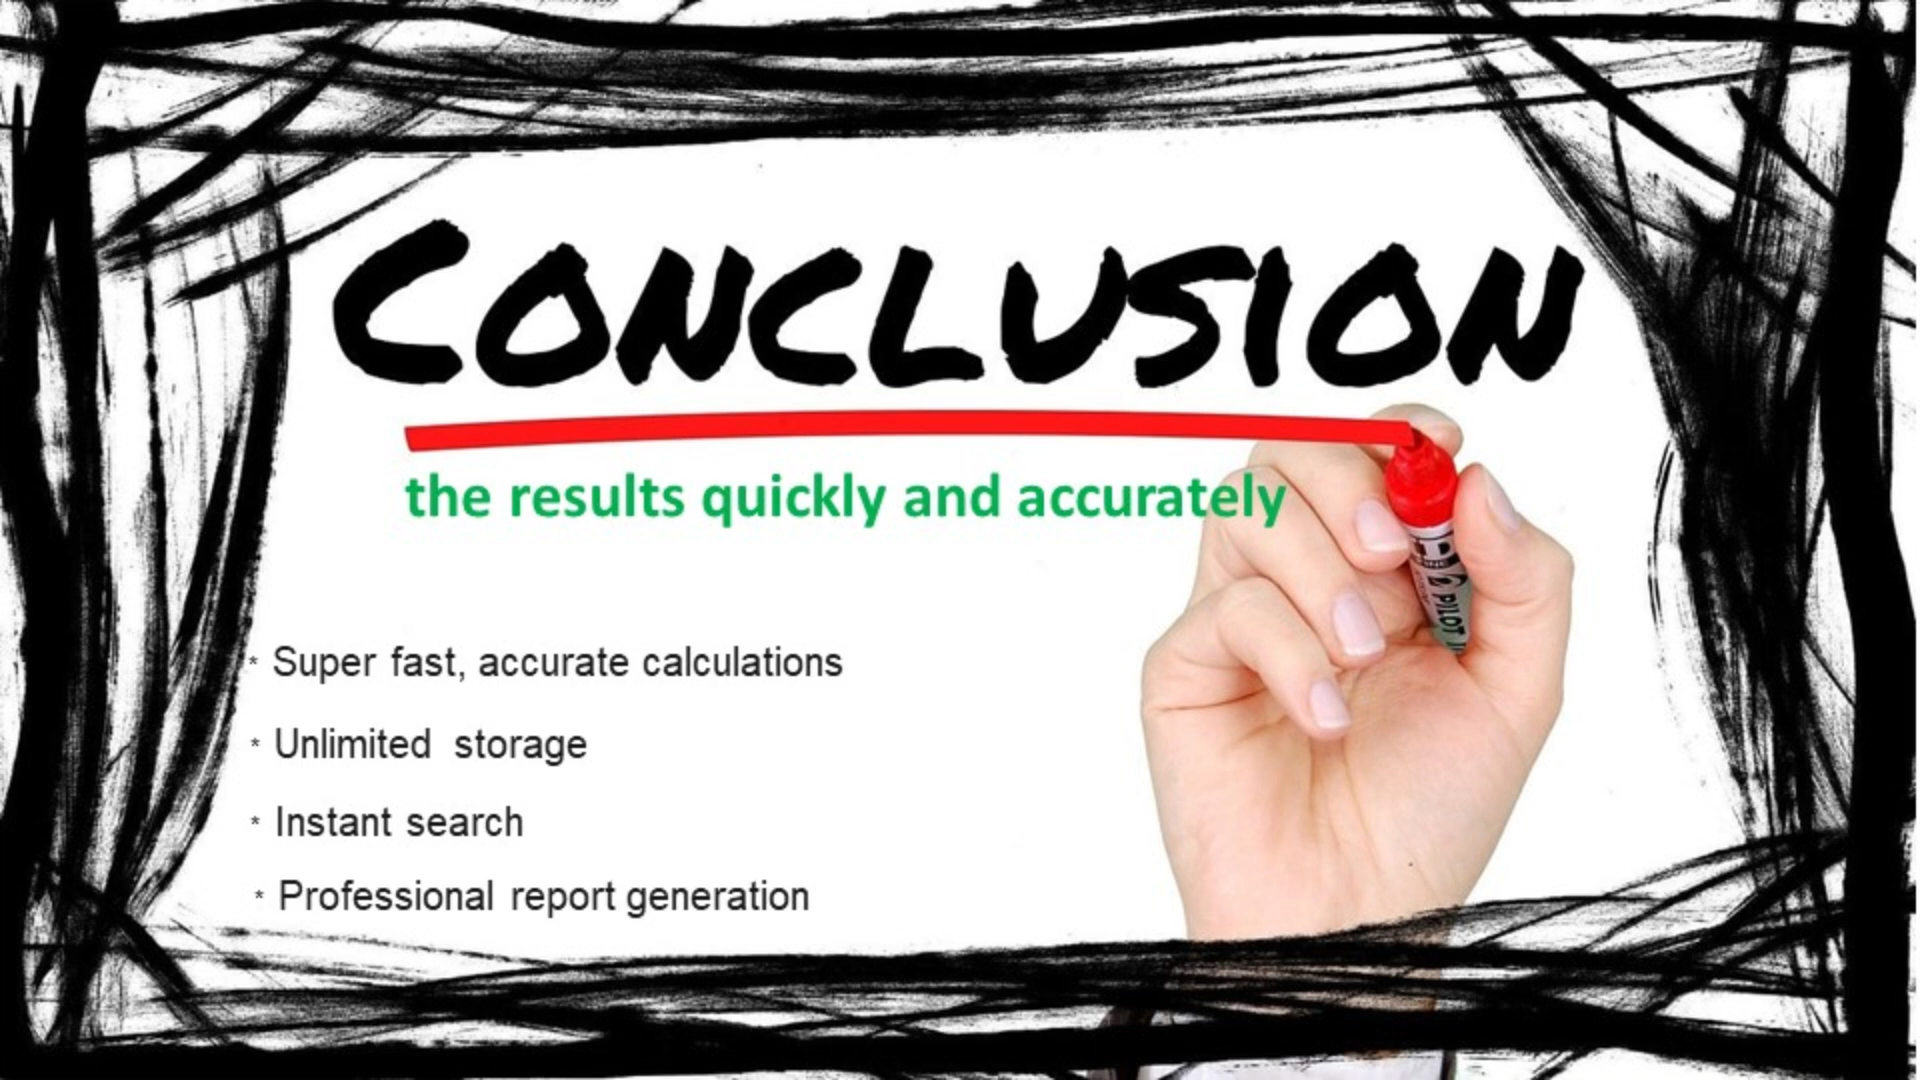 CONCLUSION
the results quickly and accurately
* Super fast, accurate calculations
* Unlimited storage
* Instant search
* Professional report generation
PILOT